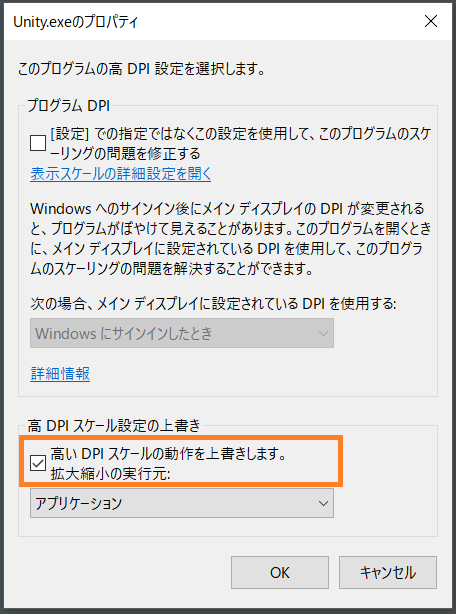 Unity.exeのプロパティ
このプログラムの高 DPI 設定を選択します。
プログラム DPI
[設定] での指定ではなくこの設定を使用して、このプログラムのスケ
ーリングの問題を修正する
表示スケールの詳細設定を開く
Windows へのサインイン後にメイン ディスプレイの DPI が変更される
と、プログラムがぼやけて見えることがあります。このプログラムを開くとき
に、メイン ディスプレイに設定されている DPI を使用して、このプログラ
ムのスケーリングの問題を解決することができます。
次の場合、メイン ディスプレイに設定されている DPI を使用する:
Windows にサインインしたとき
詳細情報
高 DPI スケール設定の上書き
高い DPI スケールの動作を上書きします。
拡大縮小の実行元:
アプリケーション
OK
キャンセル